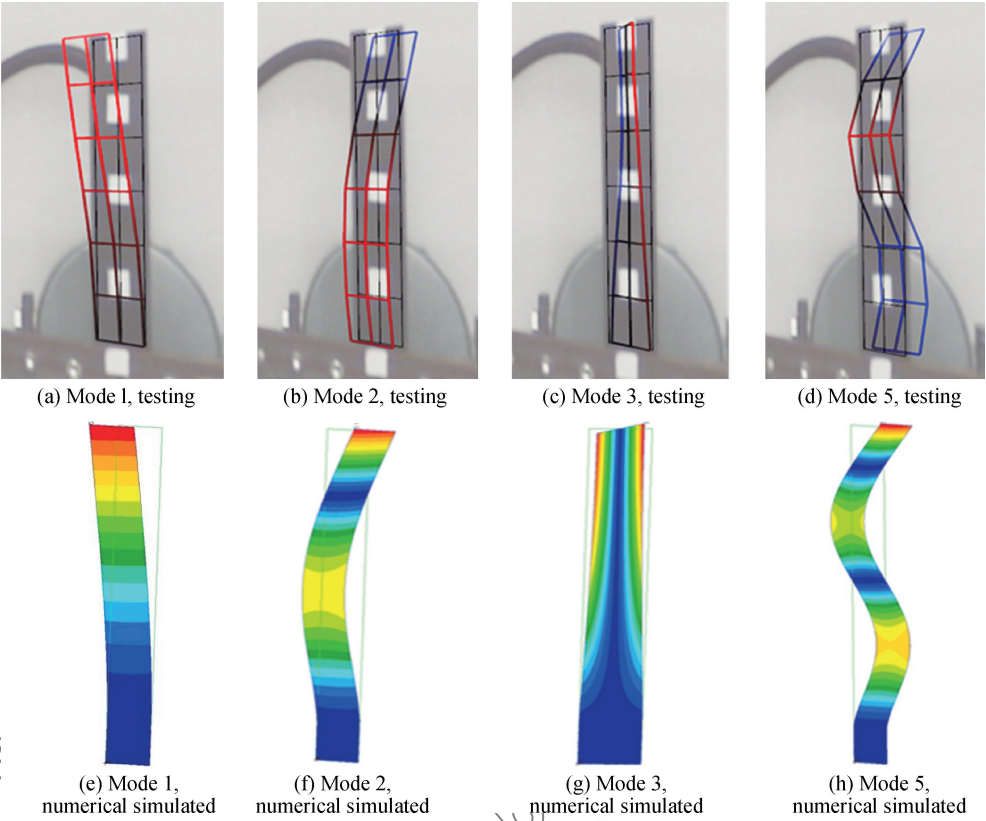 (a) Mode l, testing
(b) Mode 2, testing
(c) Mode 3, testing
(d) Mode 5, testing
(e) Mode 1,
numerical simulated
(f) Mode 2,
numerical simulated
(g) Mode 3,
numerical simulated
(h) Mode 5,
numerical simulated